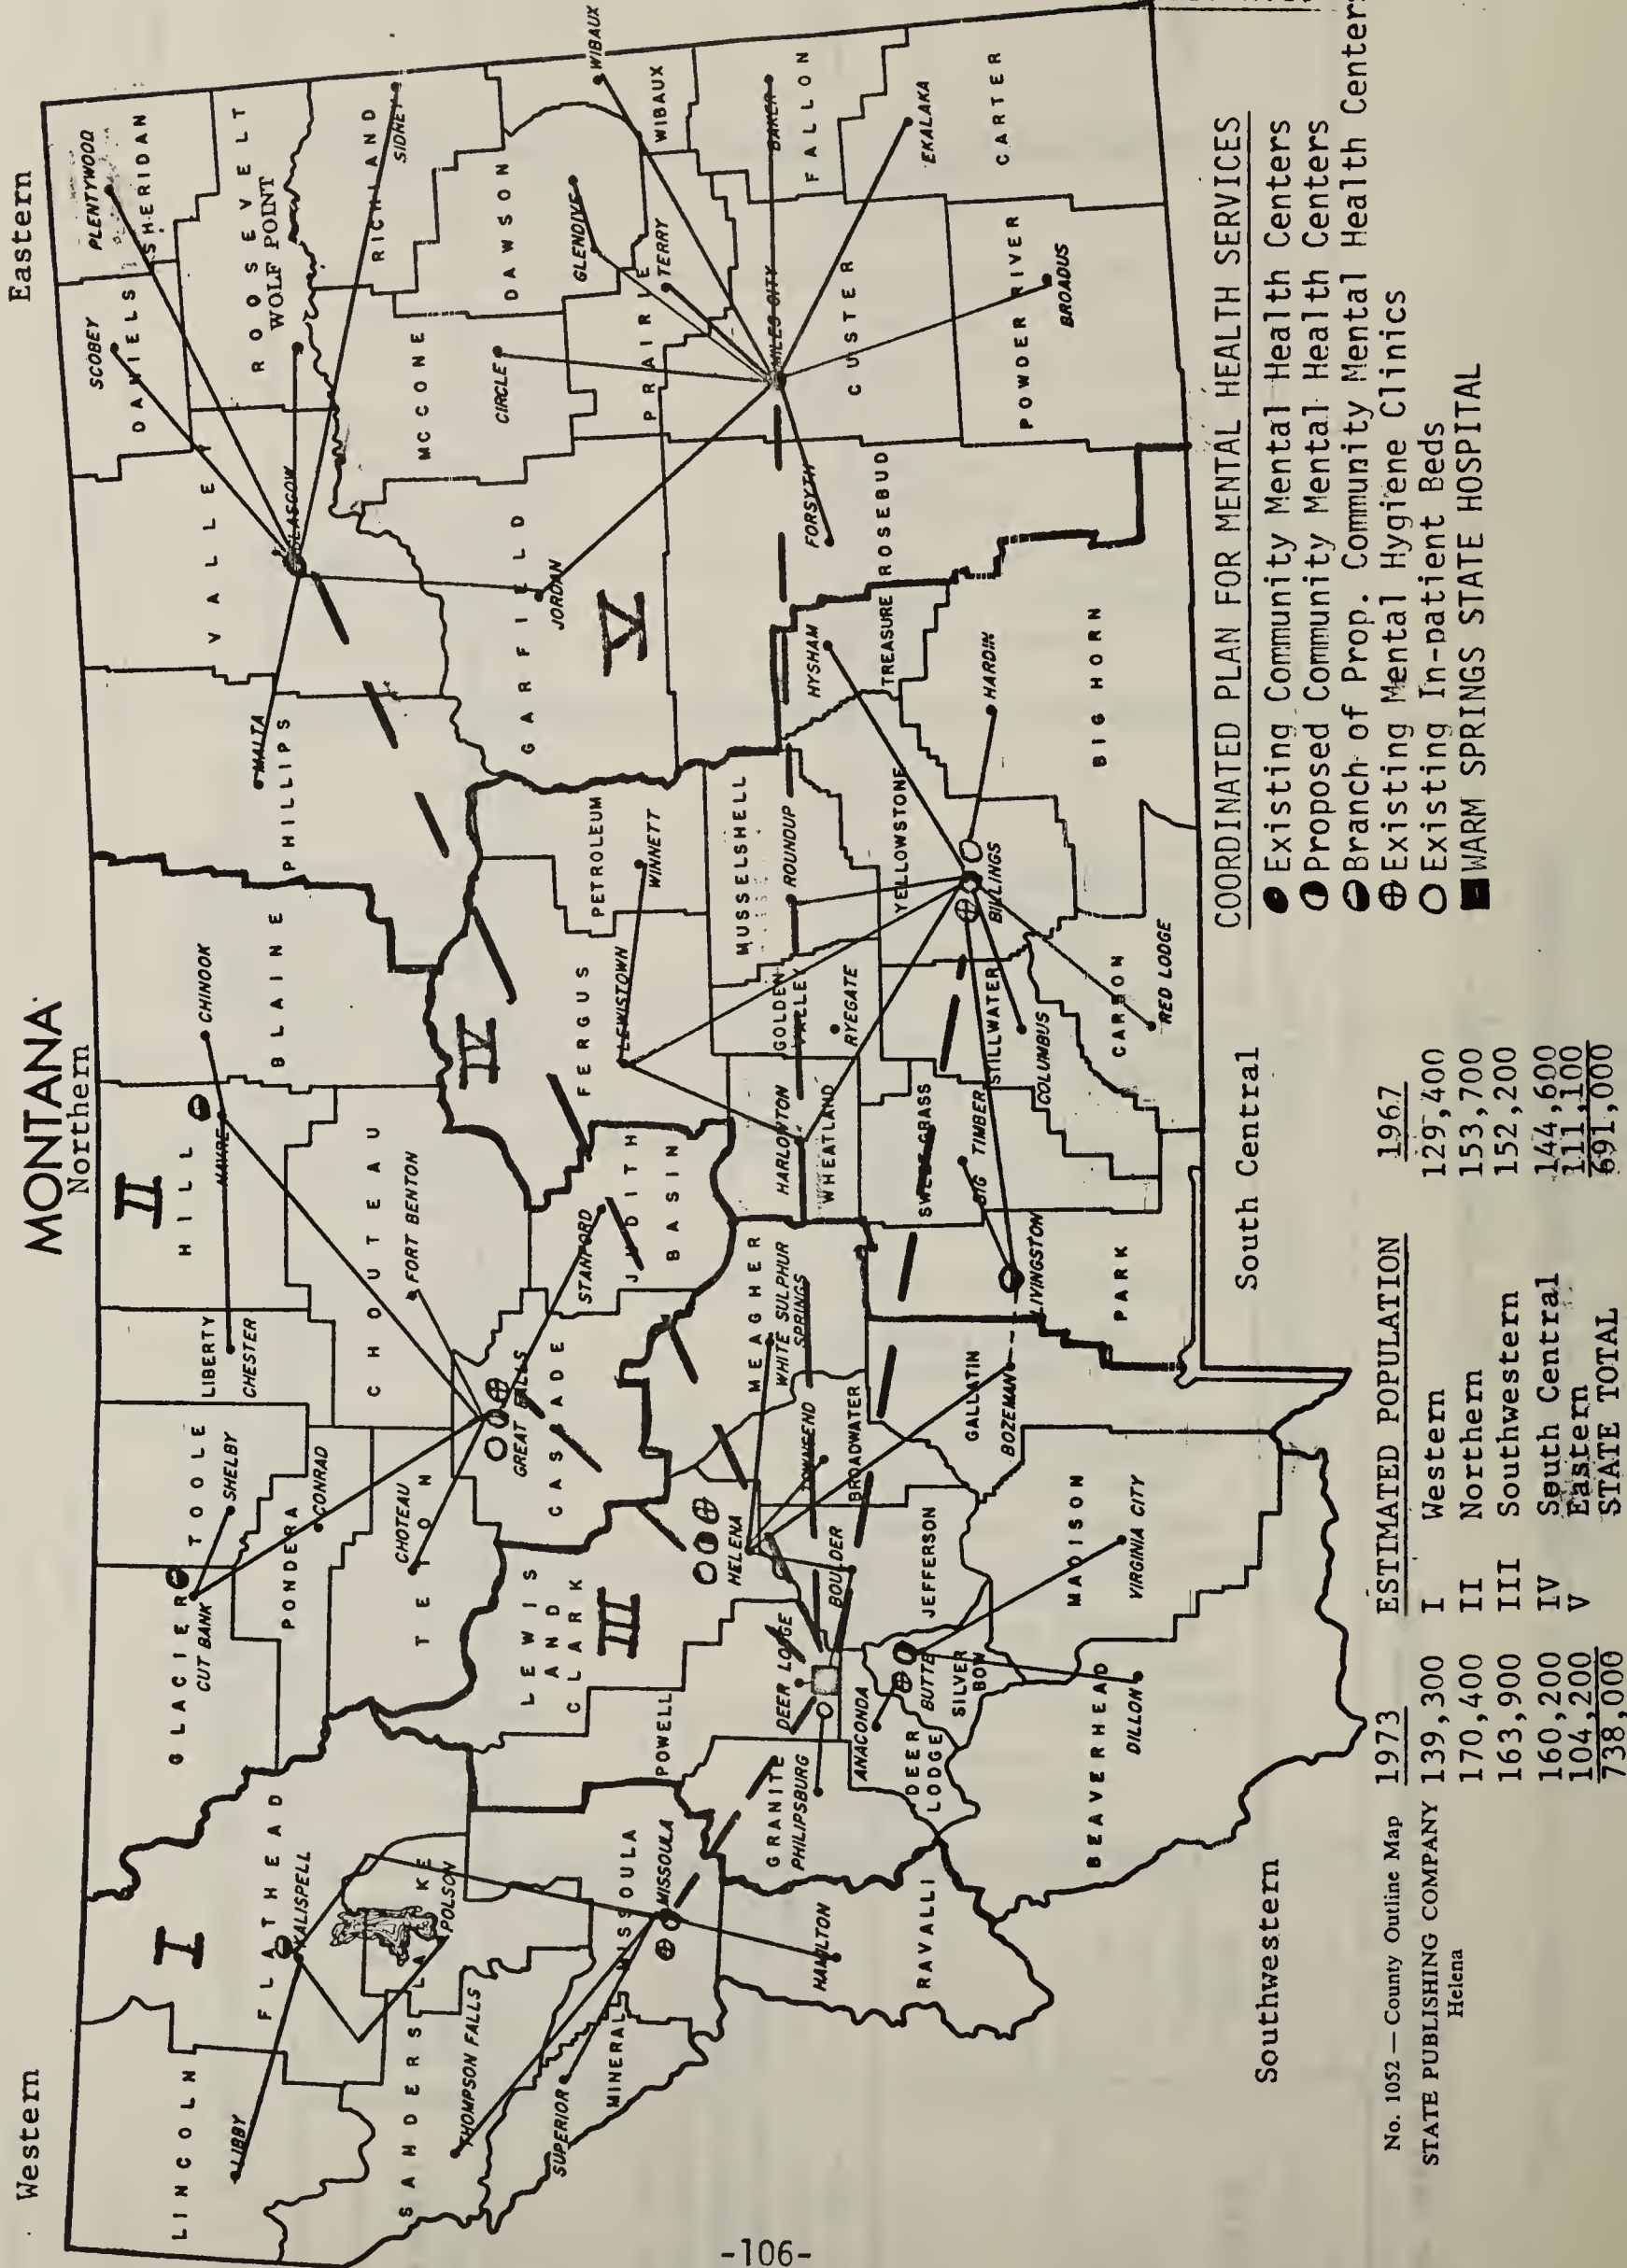 MONTANA
Western
Northern
Eastern
I
II
III
IV
V
LINCOLN
LIBBY
FLATHEAD
KALISPELL
GLACIER
CUT BANK
TOOLE
SHELBY
LIBERTY
CHESTER
HILL
HAVRE
BLAINE
CHINOOK
PHILLIPS
MALTA
VALLEY
GLASGOW
DANIELS
SCOBEY
SHERIDAN
PLENTYWOOD
ROOSEVELT
WOLF POINT
RICHLAND
SIDNEY
SANDERS
THOMPSON FALLS
LAKE
POLSON
PONDERA
CONRAD
TETON
CHOTEAU
CHOUTEAU
FORT BENTON
MCCONE
CIRCLE
DAWSON
GLENDIVE
GARFIELD
JORDAN
MINERAL
SUPERIOR
MISSOULA
MISSOULA
LEWIS
AND
CLARK
HELENA
CASCADE
GREAT FALLS
JUDITH
BASIN
STANFORD
FERGUS
LEWISTOWN
PETROLEUM
WINNETT
PRAIRIE
TERRY
WIBAUX
WIBAUX
POWELL
DEER LODGE
GRANITE
PHILIPSBURG
MEAGHER
WHITE SULPHUR
SPRINGS
BROADWATER
TOWNSEND
WHEATLAND
HARLOWTON
GOLDEN
VALLEY
RYEGATE
MUSSELSHELL
ROUNDUP
TREASURE
HYSHAM
ROSEBUD
FORSYTH
CUSTER
MILES CITY
FALLON
BAKER
RAVALLI
HAMILTON
DEER
LODGE
ANACONDA
SILVER
BOW
BUTTE
JEFFERSON
BOULDER
GALLATIN
BOZEMAN
PARK
LIVINGSTON
SWEET GRASS
BIG TIMBER
STILLWATER
COLUMBUS
YELLOWSTONE
BILLINGS
BIG HORN
HARDIN
POWDER RIVER
BROADUS
CARTER
EKALAKA
BEAVERHEAD
DILLON
MADISON
VIRGINIA CITY
CARBON
RED LODGE
Southwestern
South Central
No. 1052 — County Outline Map
STATE PUBLISHING COMPANY
Helena
1973 ESTIMATED POPULATION 1967
139,300 I Western 129,400
170,400 II Northern 153,700
163,900 III Southwestern 152,200
160,200 IV South Central 144,600
104,200 V Eastern 111,100
738,000 STATE TOTAL 691,000
COORDINATED PLAN FOR MENTAL HEALTH SERVICES
Existing Community Mental Health Centers
Proposed Community Mental Health Centers
Branch of Prop. Community Mental Health Centers
Existing Mental Hygiene Clinics
Existing In-patient Beds
WARM SPRINGS STATE HOSPITAL
-106-